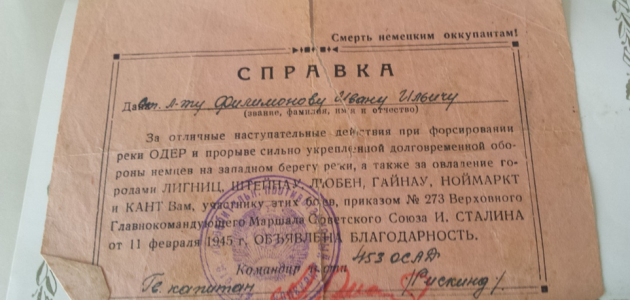 Смерть немецким оккупантам!
СПРАВКА
Дана л-ту Филимонову Ивану Ильичу
(звание, фамилия, имя и отчество)
За отличные наступательные действия при форсировании
реки ОДЕР и прорыве сильно укрепленной долговременной обо-
роны немцев на западном берегу реки, а также за овладение го-
родами ЛИГНИЦ, ШТЕЙНАУ, ЛЮБЕН, ГАЙНАУ, НОЙМАРКТ
и КАНТ Вам, участнику этих боев, приказом № 273 Верховного
Главнокомандующего Маршала Советского Союза И. СТАЛИНА
от 11 февраля 1945 г. ОБЪЯВЛЕНА БЛАГОДАРНОСТЬ.
Командир 453 ОСАД
Гв. капитан /Рискинд/